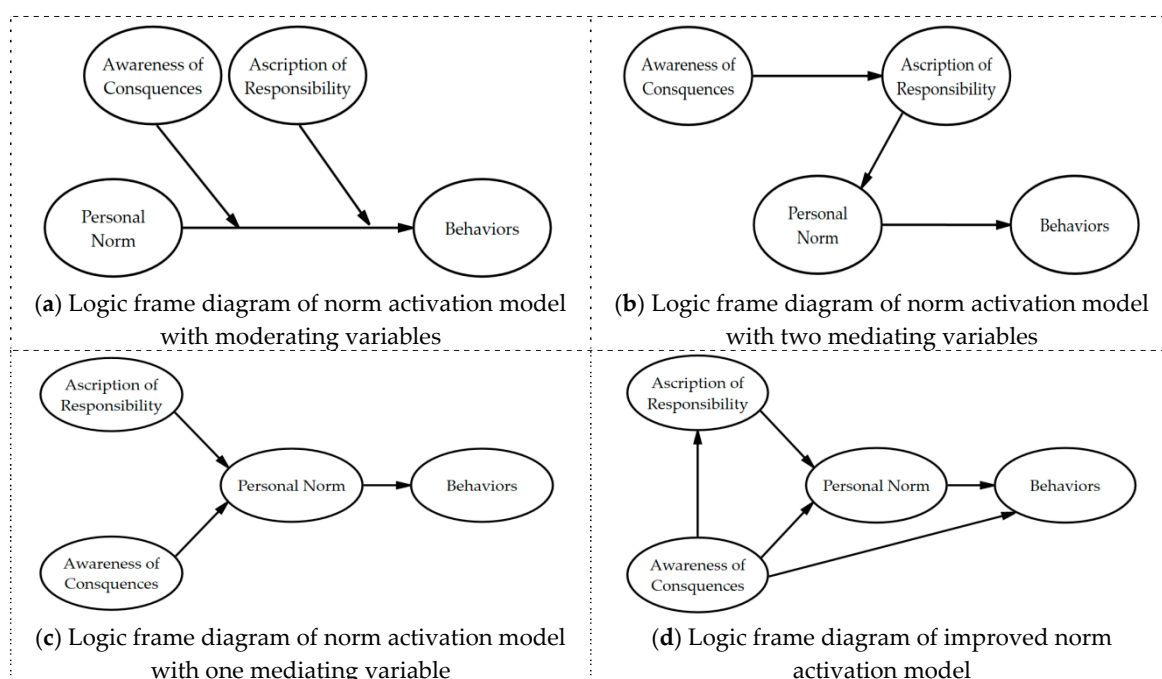 Awareness of
Consquences
Ascription of
Responsibility
Personal
Norm
Behaviors
(a) Logic frame diagram of norm activation model
with moderating variables
Awareness of
Consquences
Ascription of
Responsibility
Personal
Norm
Behaviors
(b) Logic frame diagram of norm activation model
with two mediating variables
Ascription of
Responsibility
Personal Norm
Behaviors
Awareness of
Consquences
(c) Logic frame diagram of norm activation model
with one mediating variable
Ascription of
Responsibility
Personal Norm
Behaviors
Awareness of
Consquences
(d) Logic frame diagram of improved norm
activation model